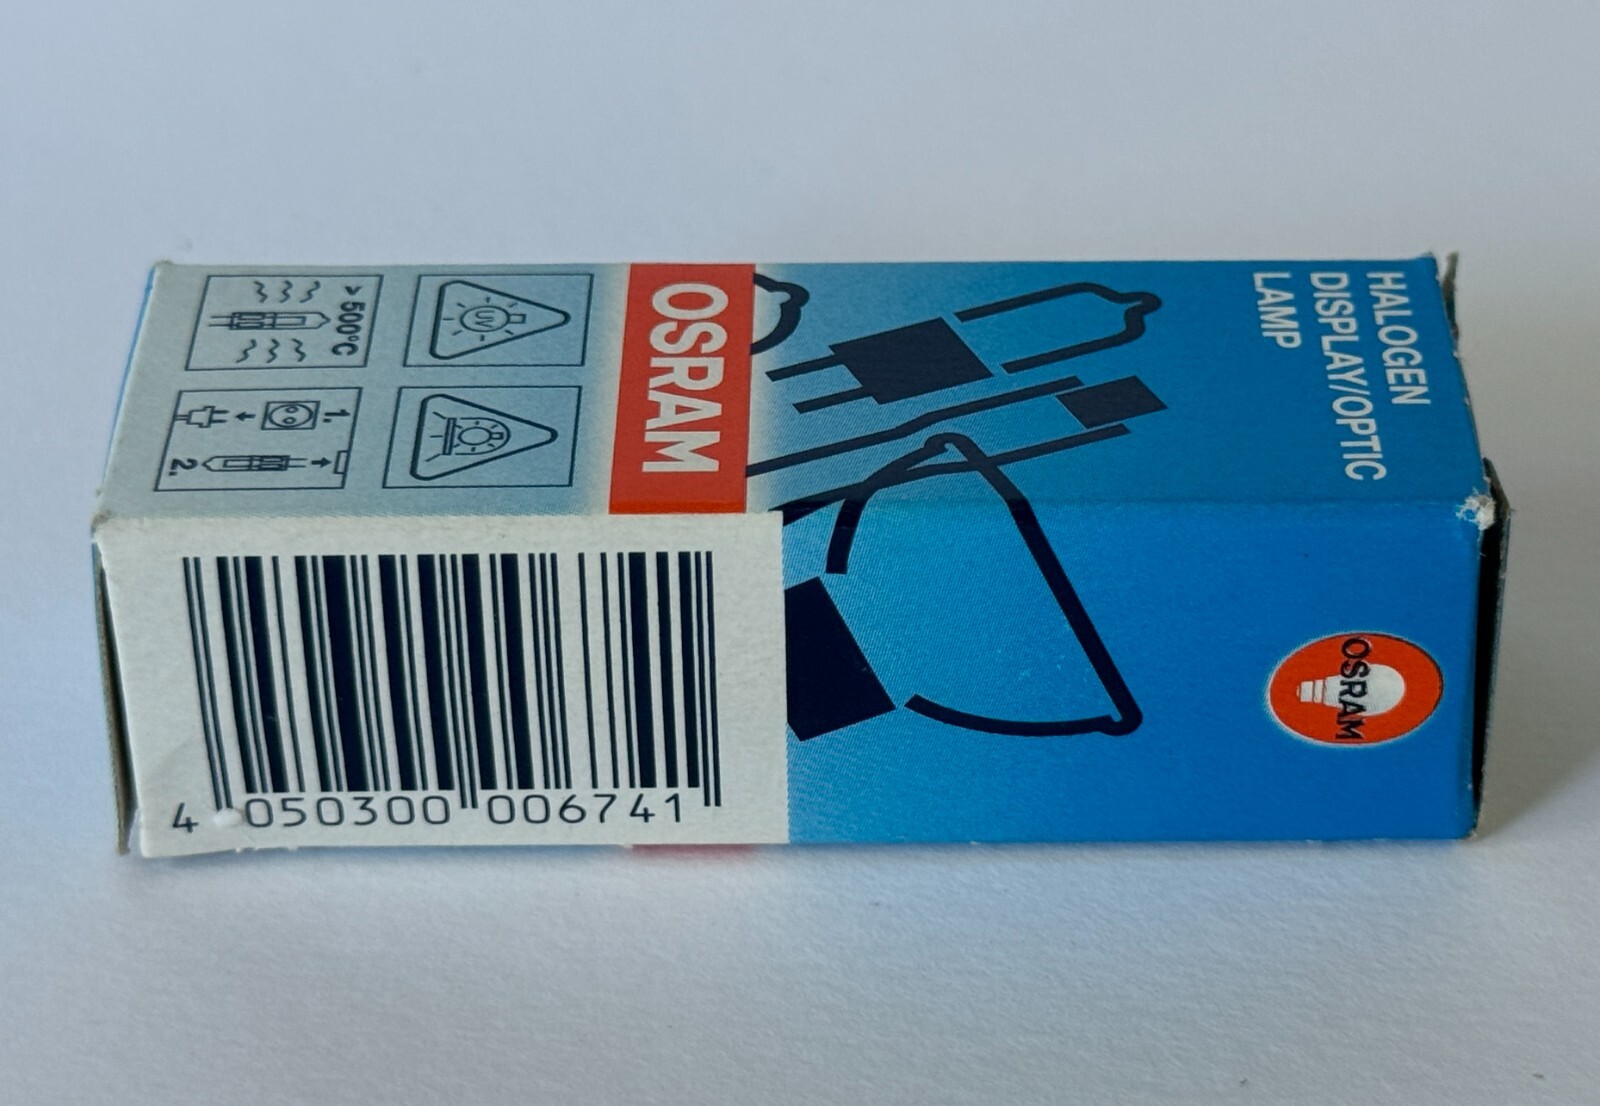 HALOGEN
DISPLAY/OPTIC
LAMP
OSRAM
> 500°C
UV
1.
2.
OSRAM
4 050300 006741